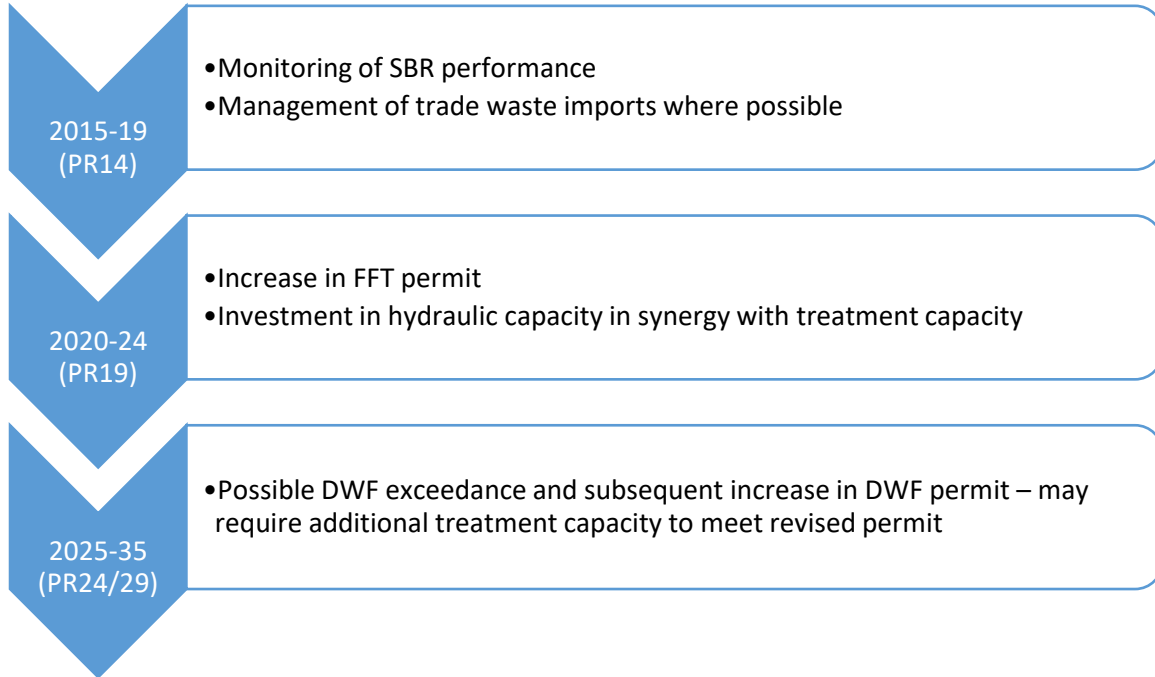 2015-19
(PR14)
•Monitoring of SBR performance
•Management of trade waste imports where possible
2020-24
(PR19)
•Increase in FFT permit
•Investment in hydraulic capacity in synergy with treatment capacity
2025-35
(PR24/29)
•Possible DWF exceedance and subsequent increase in DWF permit – may
require additional treatment capacity to meet revised permit